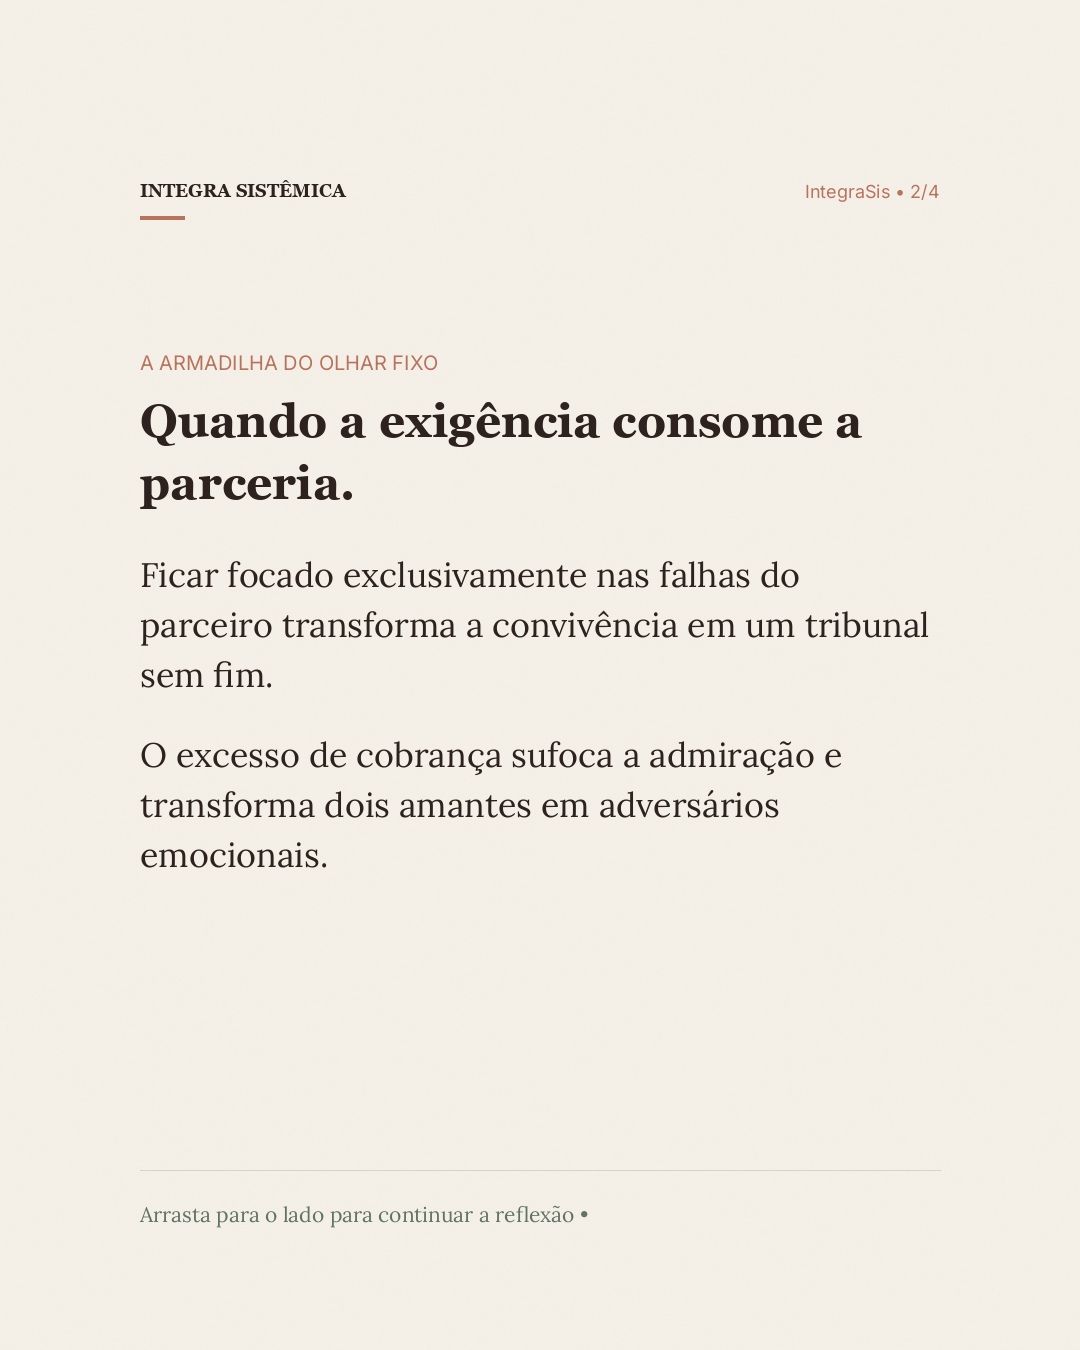 INTEGRA SISTÊMICA
IntegraSis • 2/4
A ARMADILHA DO OLHAR FIXO
Quando a exigência consome a
parceria.
Ficar focado exclusivamente nas falhas do
parceiro transforma a convivência em um tribunal
sem fim.
O excesso de cobrança sufoca a admiração e
transforma dois amantes em adversários
emocionais.
Arrasta para o lado para continuar a reflexão •